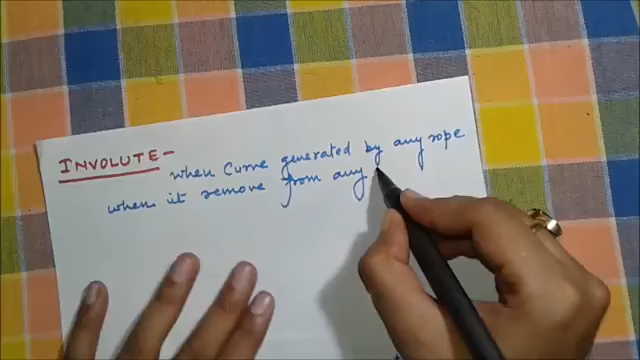 INVOLUTE -
when Curve generated by any rope
when it remove from any